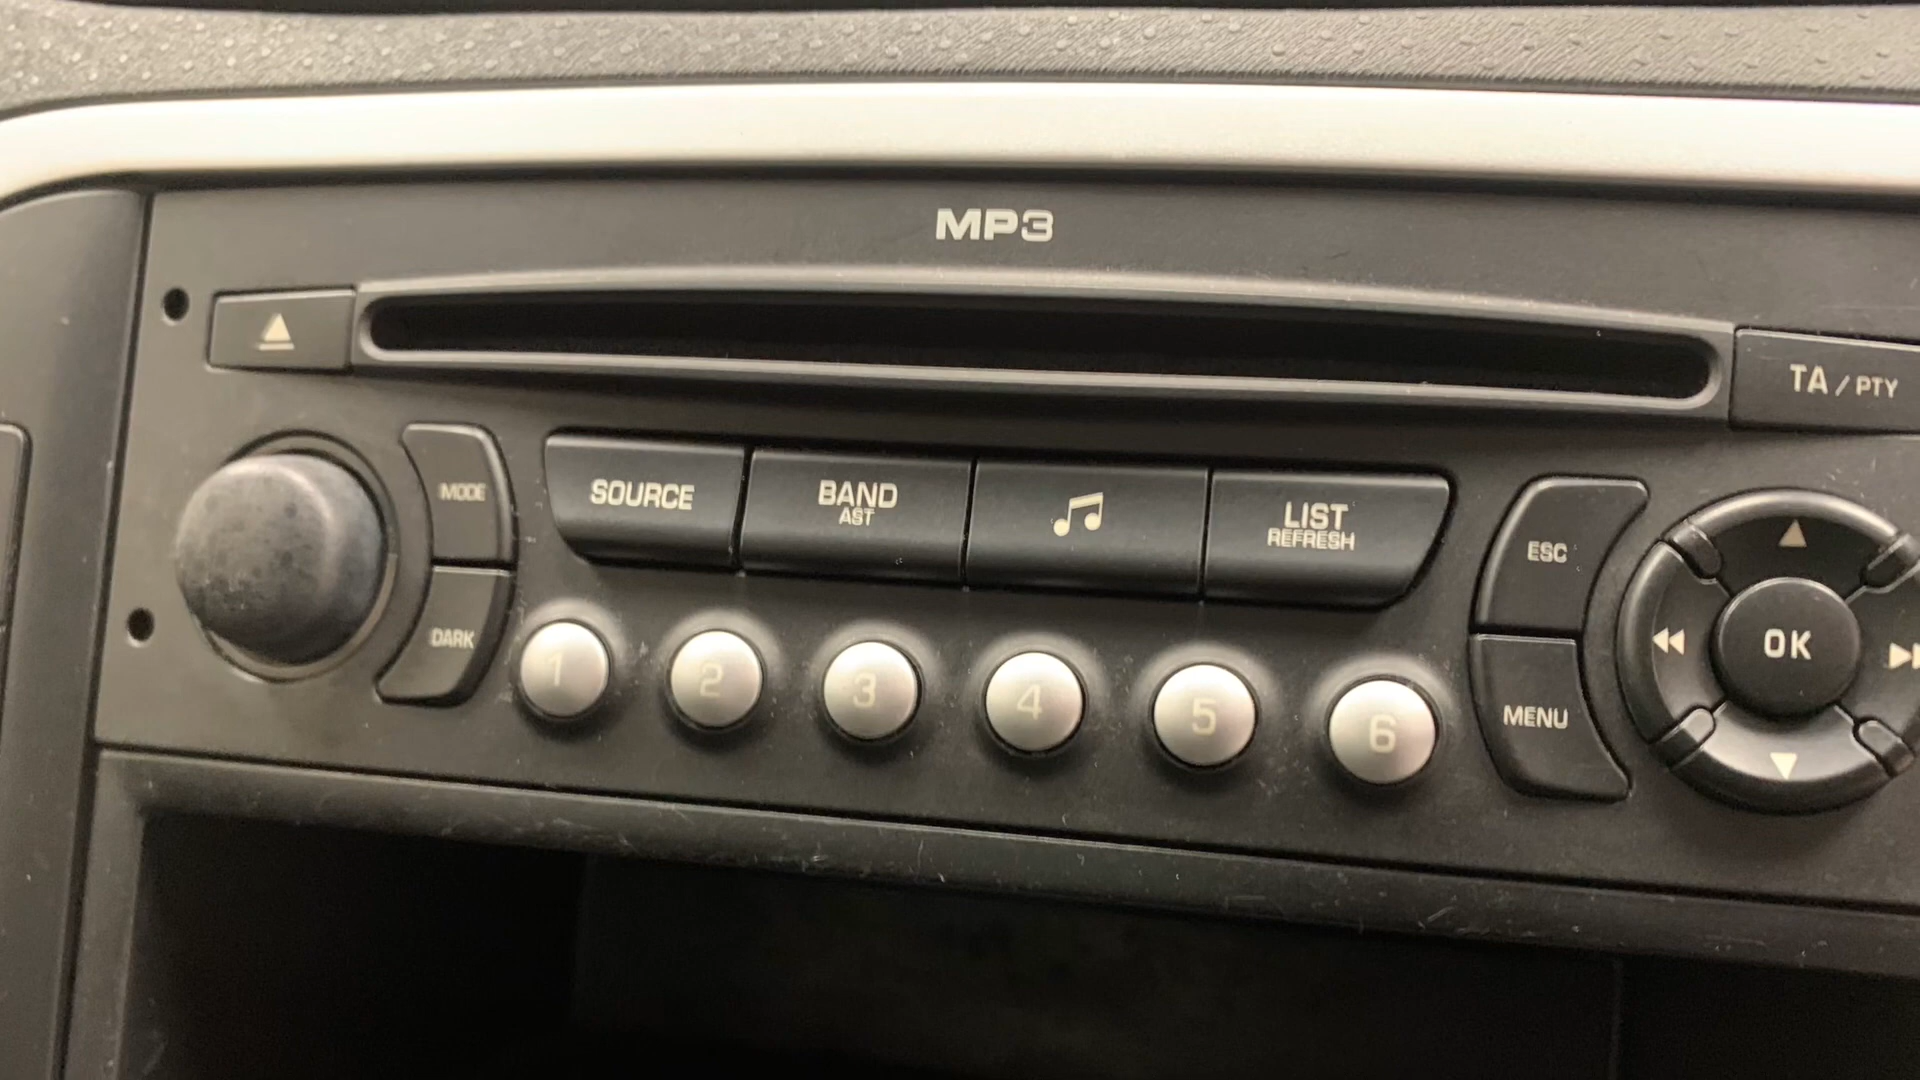 MP3
TA / PTY
MODE
SOURCE
BAND
AST
LIST
REFRESH
ESC
OK
DARK
1 2 3 4 5 6
MENU